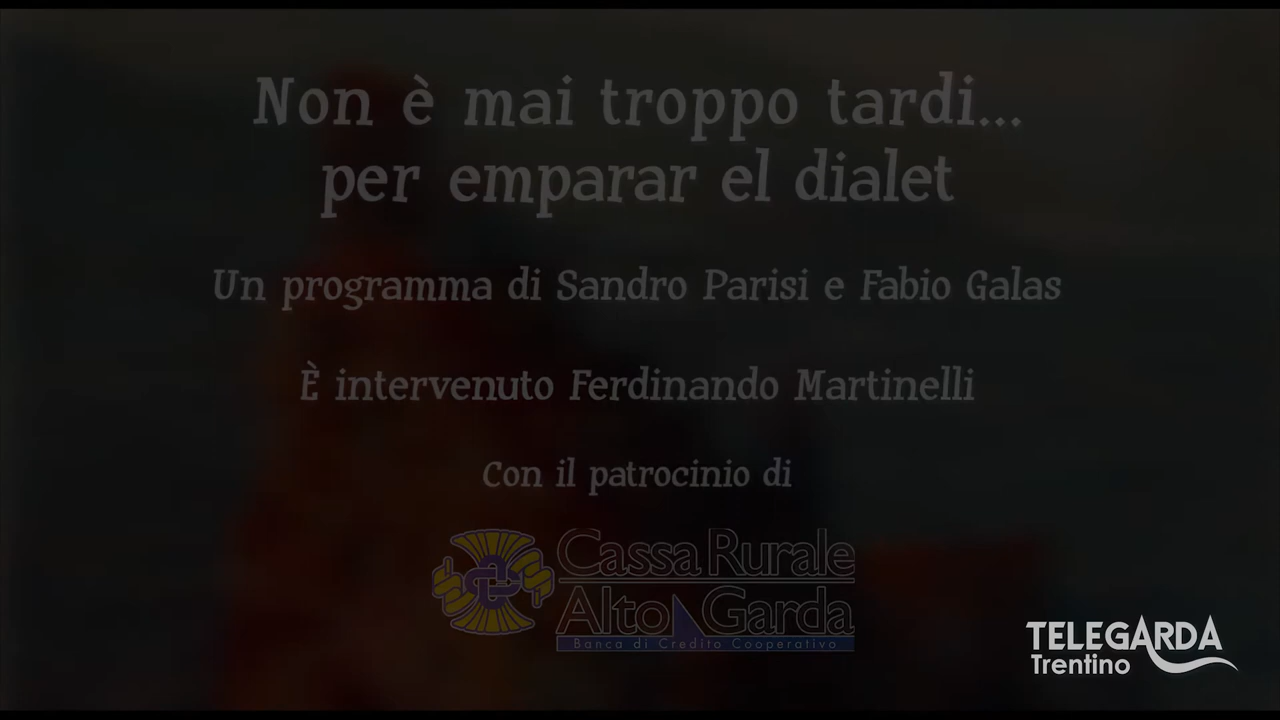 Non è mai troppo tardi...
per emparar el dialet
Un programma di Sandro Parisi e Fabio Galas
È intervenuto Ferdinando Martinelli
Con il patrocinio di
Cassa Rurale
Alto Garda
Banca di Credito Cooperativo
TELEGARDA
Trentino